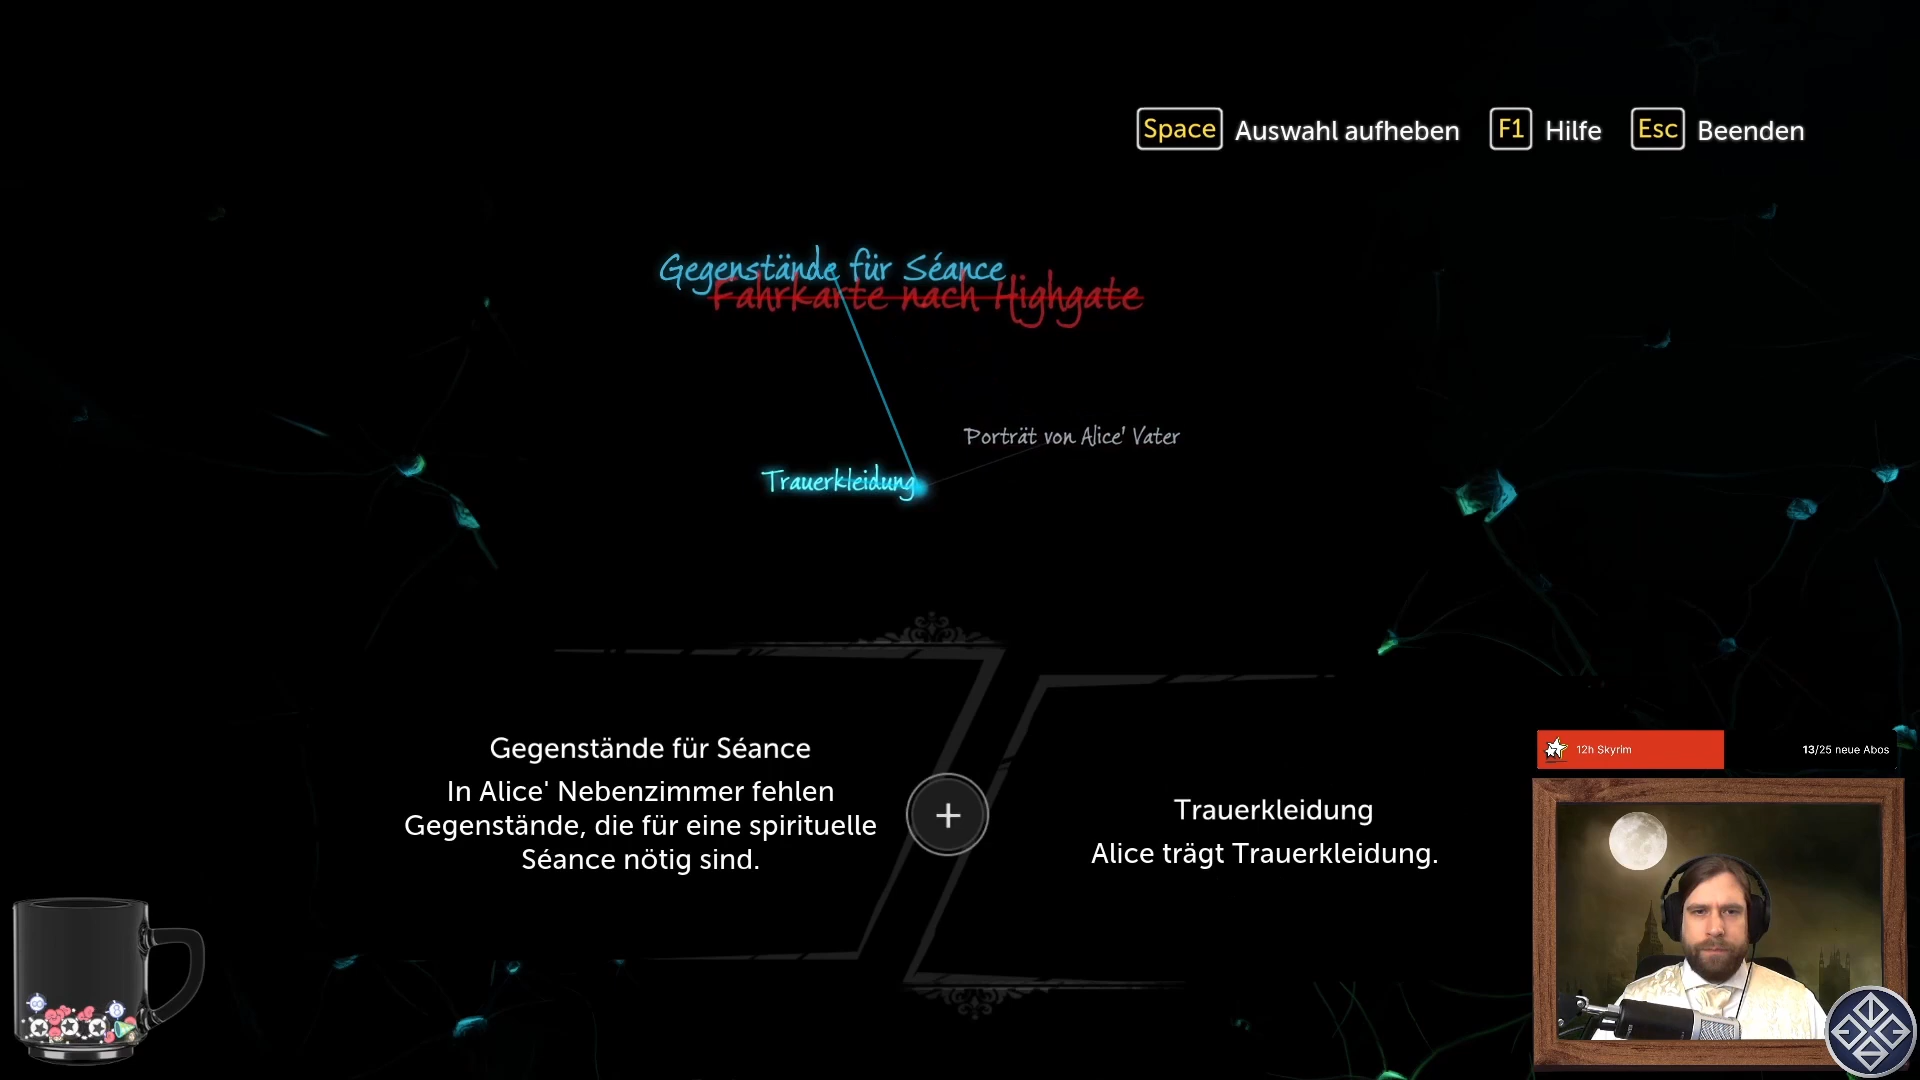 Space Auswahl aufheben F1 Hilfe Esc Beenden
Gegenstände für Séance
Fahrkarte nach Highgate
Porträt von Alice' Vater
Trauerkleidung
Gegenstände für Séance
In Alice' Nebenzimmer fehlen
Gegenstände, die für eine spirituelle
Séance nötig sind.
+
Trauerkleidung
Alice trägt Trauerkleidung.
12h Skyrim 13/25 neue Abos